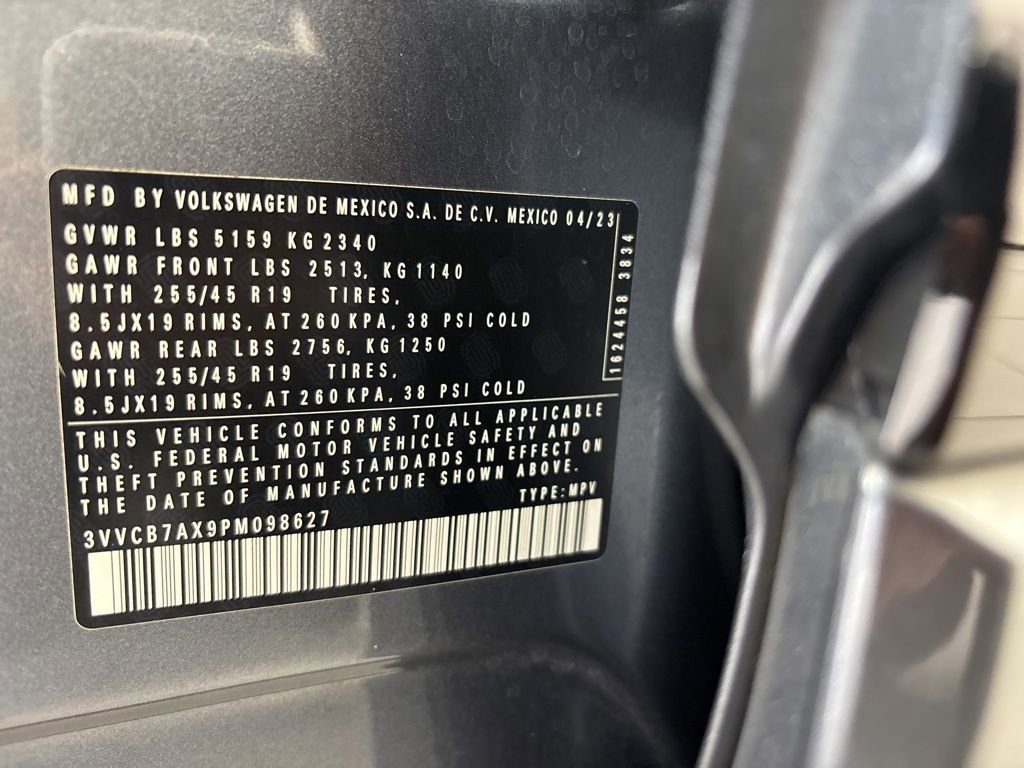 MFD BY VOLKSWAGEN DE MEXICO S.A. DE C.V. MEXICO 04/23
GVWR LBS 5159 KG 2340
GAWR FRONT LBS 2513, KG 1140
WITH 255/45 R19 TIRES,
8.5JX19 RIMS, AT 260 KPA, 38 PSI COLD
GAWR REAR LBS 2756, KG 1250
WITH 255/45 R19 TIRES,
8.5JX19 RIMS, AT 260 KPA, 38 PSI COLD
1624458 3834
THIS VEHICLE CONFORMS TO ALL APPLICABLE
U.S. FEDERAL MOTOR VEHICLE SAFETY AND
THEFT PREVENTION STANDARDS IN EFFECT ON
THE DATE OF MANUFACTURE SHOWN ABOVE.
3VVCB7AX9PM098627 TYPE: MPV